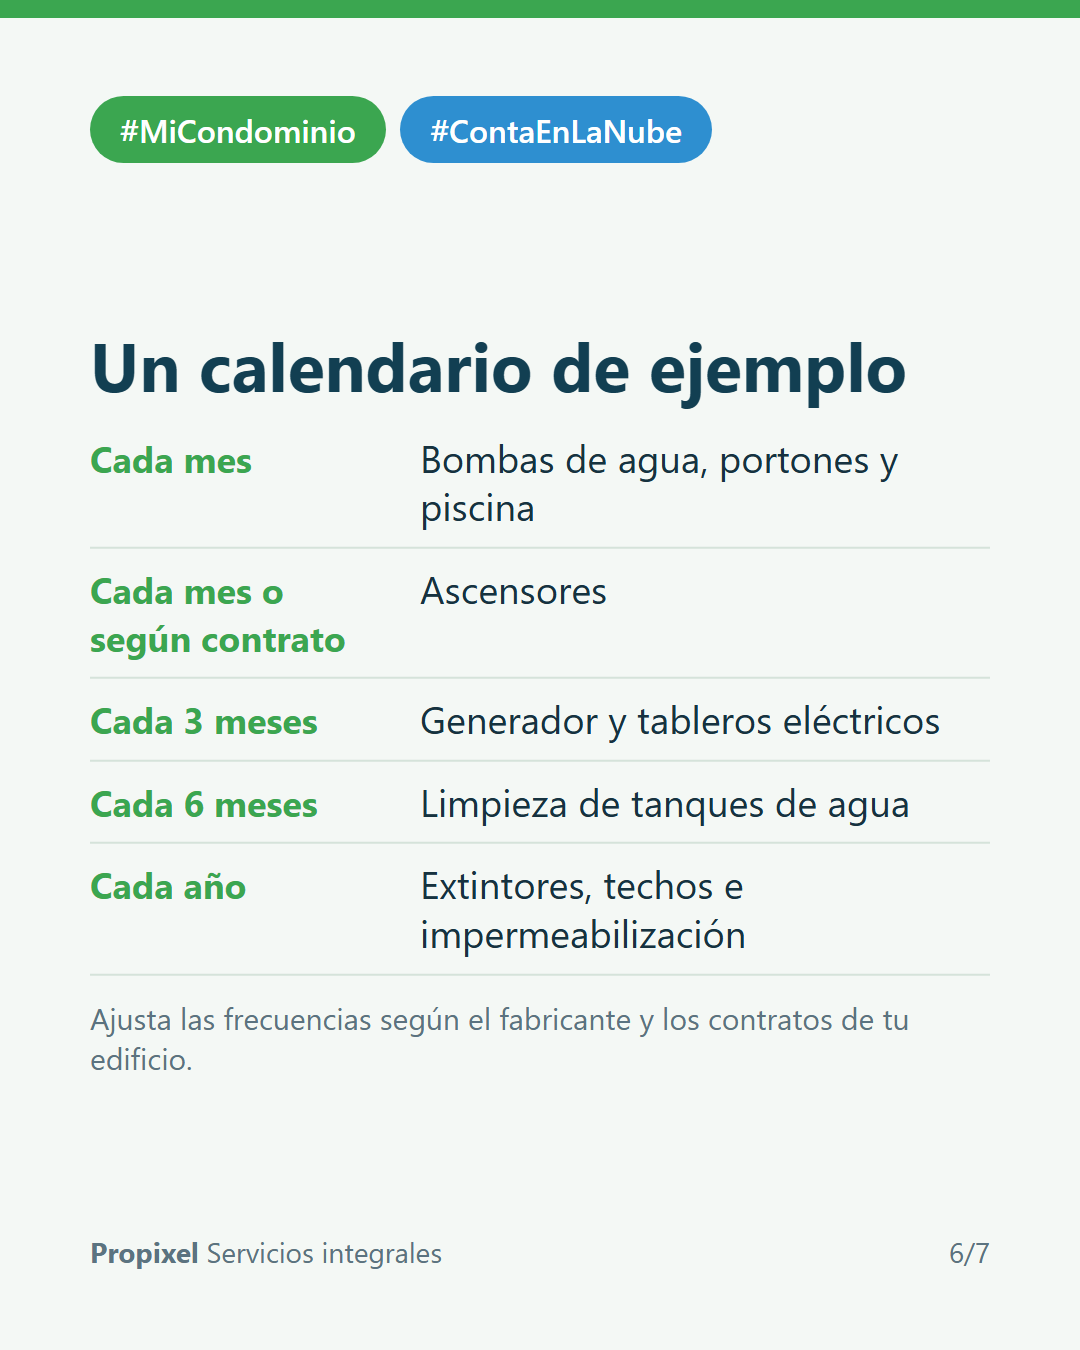 #MiCondominio #ContaEnLaNube
Un calendario de ejemplo
Cada mes Bombas de agua, portones y
piscina
Cada mes o Ascensores
según contrato
Cada 3 meses Generador y tableros eléctricos
Cada 6 meses Limpieza de tanques de agua
Cada año Extintores, techos e
impermeabilización
Ajusta las frecuencias según el fabricante y los contratos de tu
edificio.
Propixel Servicios integrales 6/7